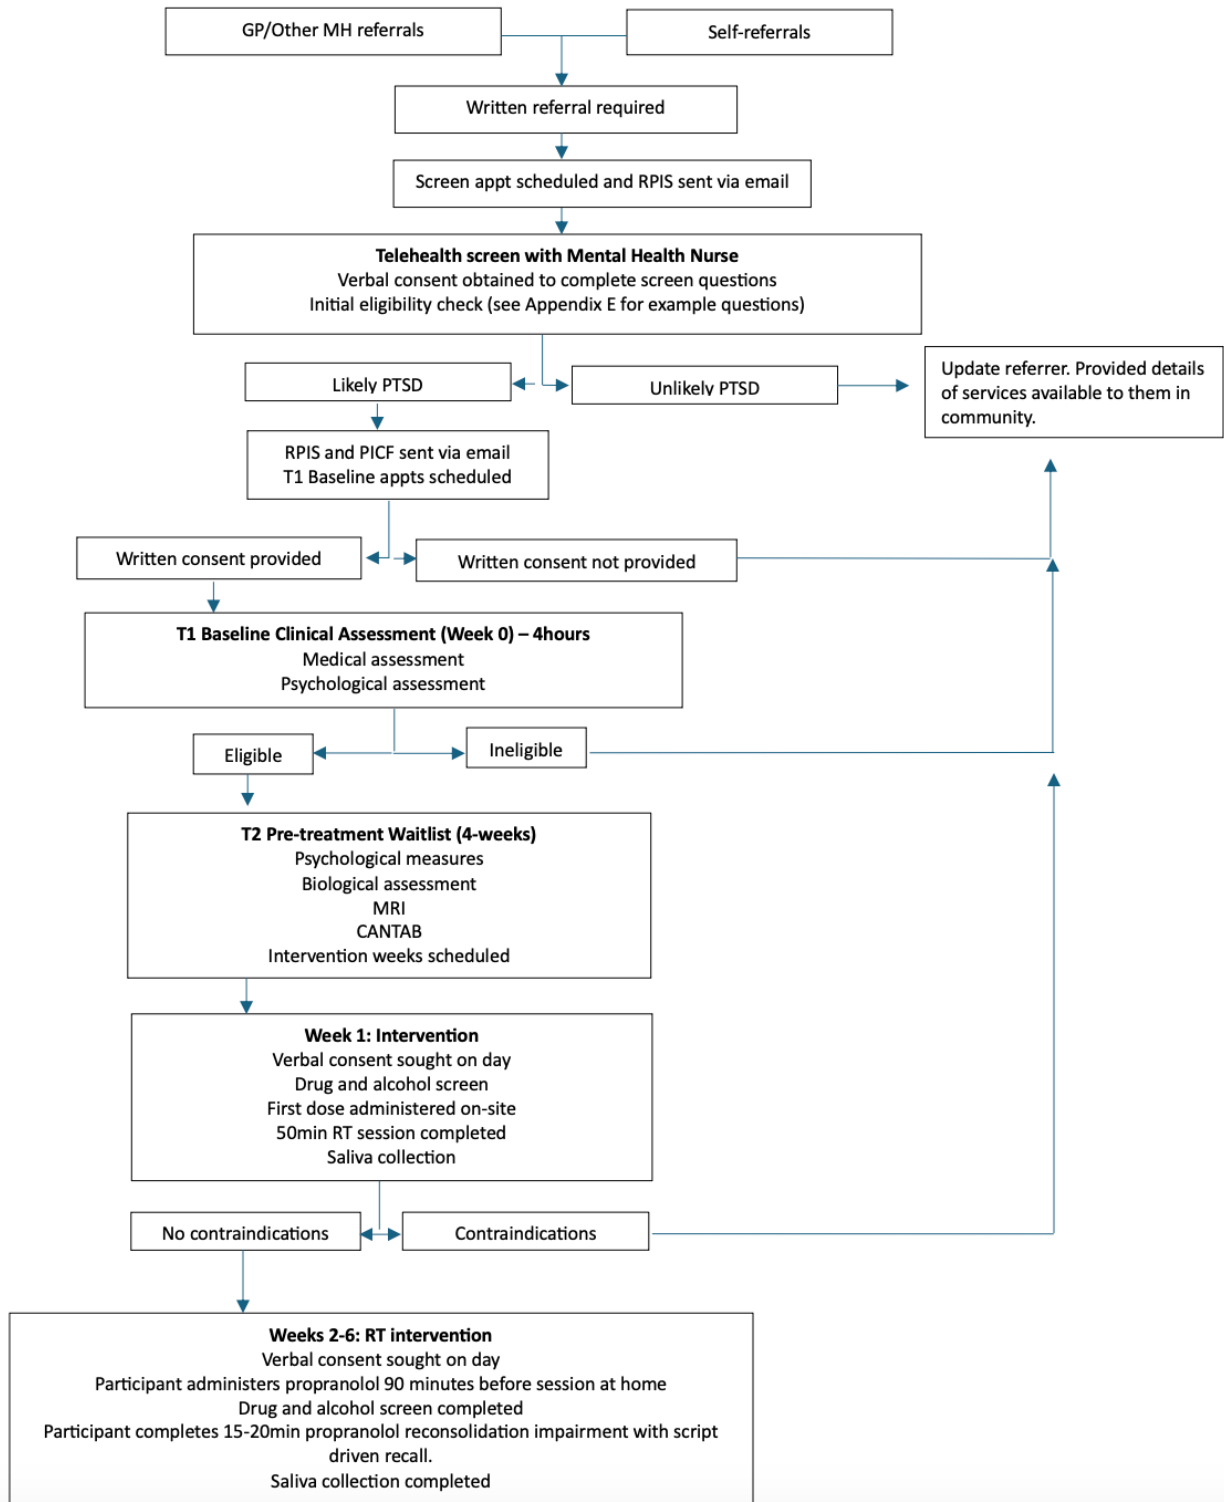 GP/Other MH referrals
Self-referrals
Written referral required
Screen appt scheduled and RPIS sent via email
Telehealth screen with Mental Health Nurse
Verbal consent obtained to complete screen questions
Initial eligibility check (see Appendix E for example questions)
Likely PTSD
Unlikely PTSD
Update referrer. Provided details
of services available to them in
community.
RPIS and PICF sent via email
T1 Baseline appts scheduled
Written consent provided
Written consent not provided
T1 Baseline Clinical Assessment (Week 0) – 4hours
Medical assessment
Psychological assessment
Eligible
Ineligible
T2 Pre-treatment Waitlist (4-weeks)
Psychological measures
Biological assessment
MRI
CANTAB
Intervention weeks scheduled
Week 1: Intervention
Verbal consent sought on day
Drug and alcohol screen
First dose administered on-site
50min RT session completed
Saliva collection
No contraindications
Contraindications
Weeks 2-6: RT intervention
Verbal consent sought on day
Participant administers propranolol 90 minutes before session at home
Drug and alcohol screen completed
Participant completes 15-20min propranolol reconsolidation impairment with script
driven recall.
Saliva collection completed